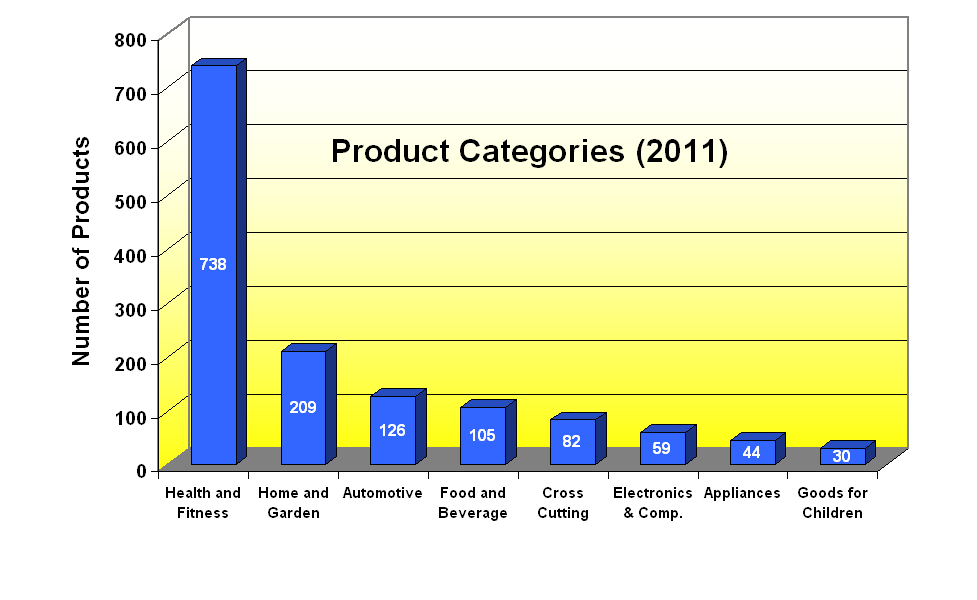 Product Categories (2011)
Number of Products
800
700
600
500
400
300
200
100
0
738
209
126
105
82
59
44
30
Health and
Fitness
Home and
Garden
Automotive
Food and
Beverage
Cross
Cutting
Electronics
& Comp.
Appliances
Goods for
Children